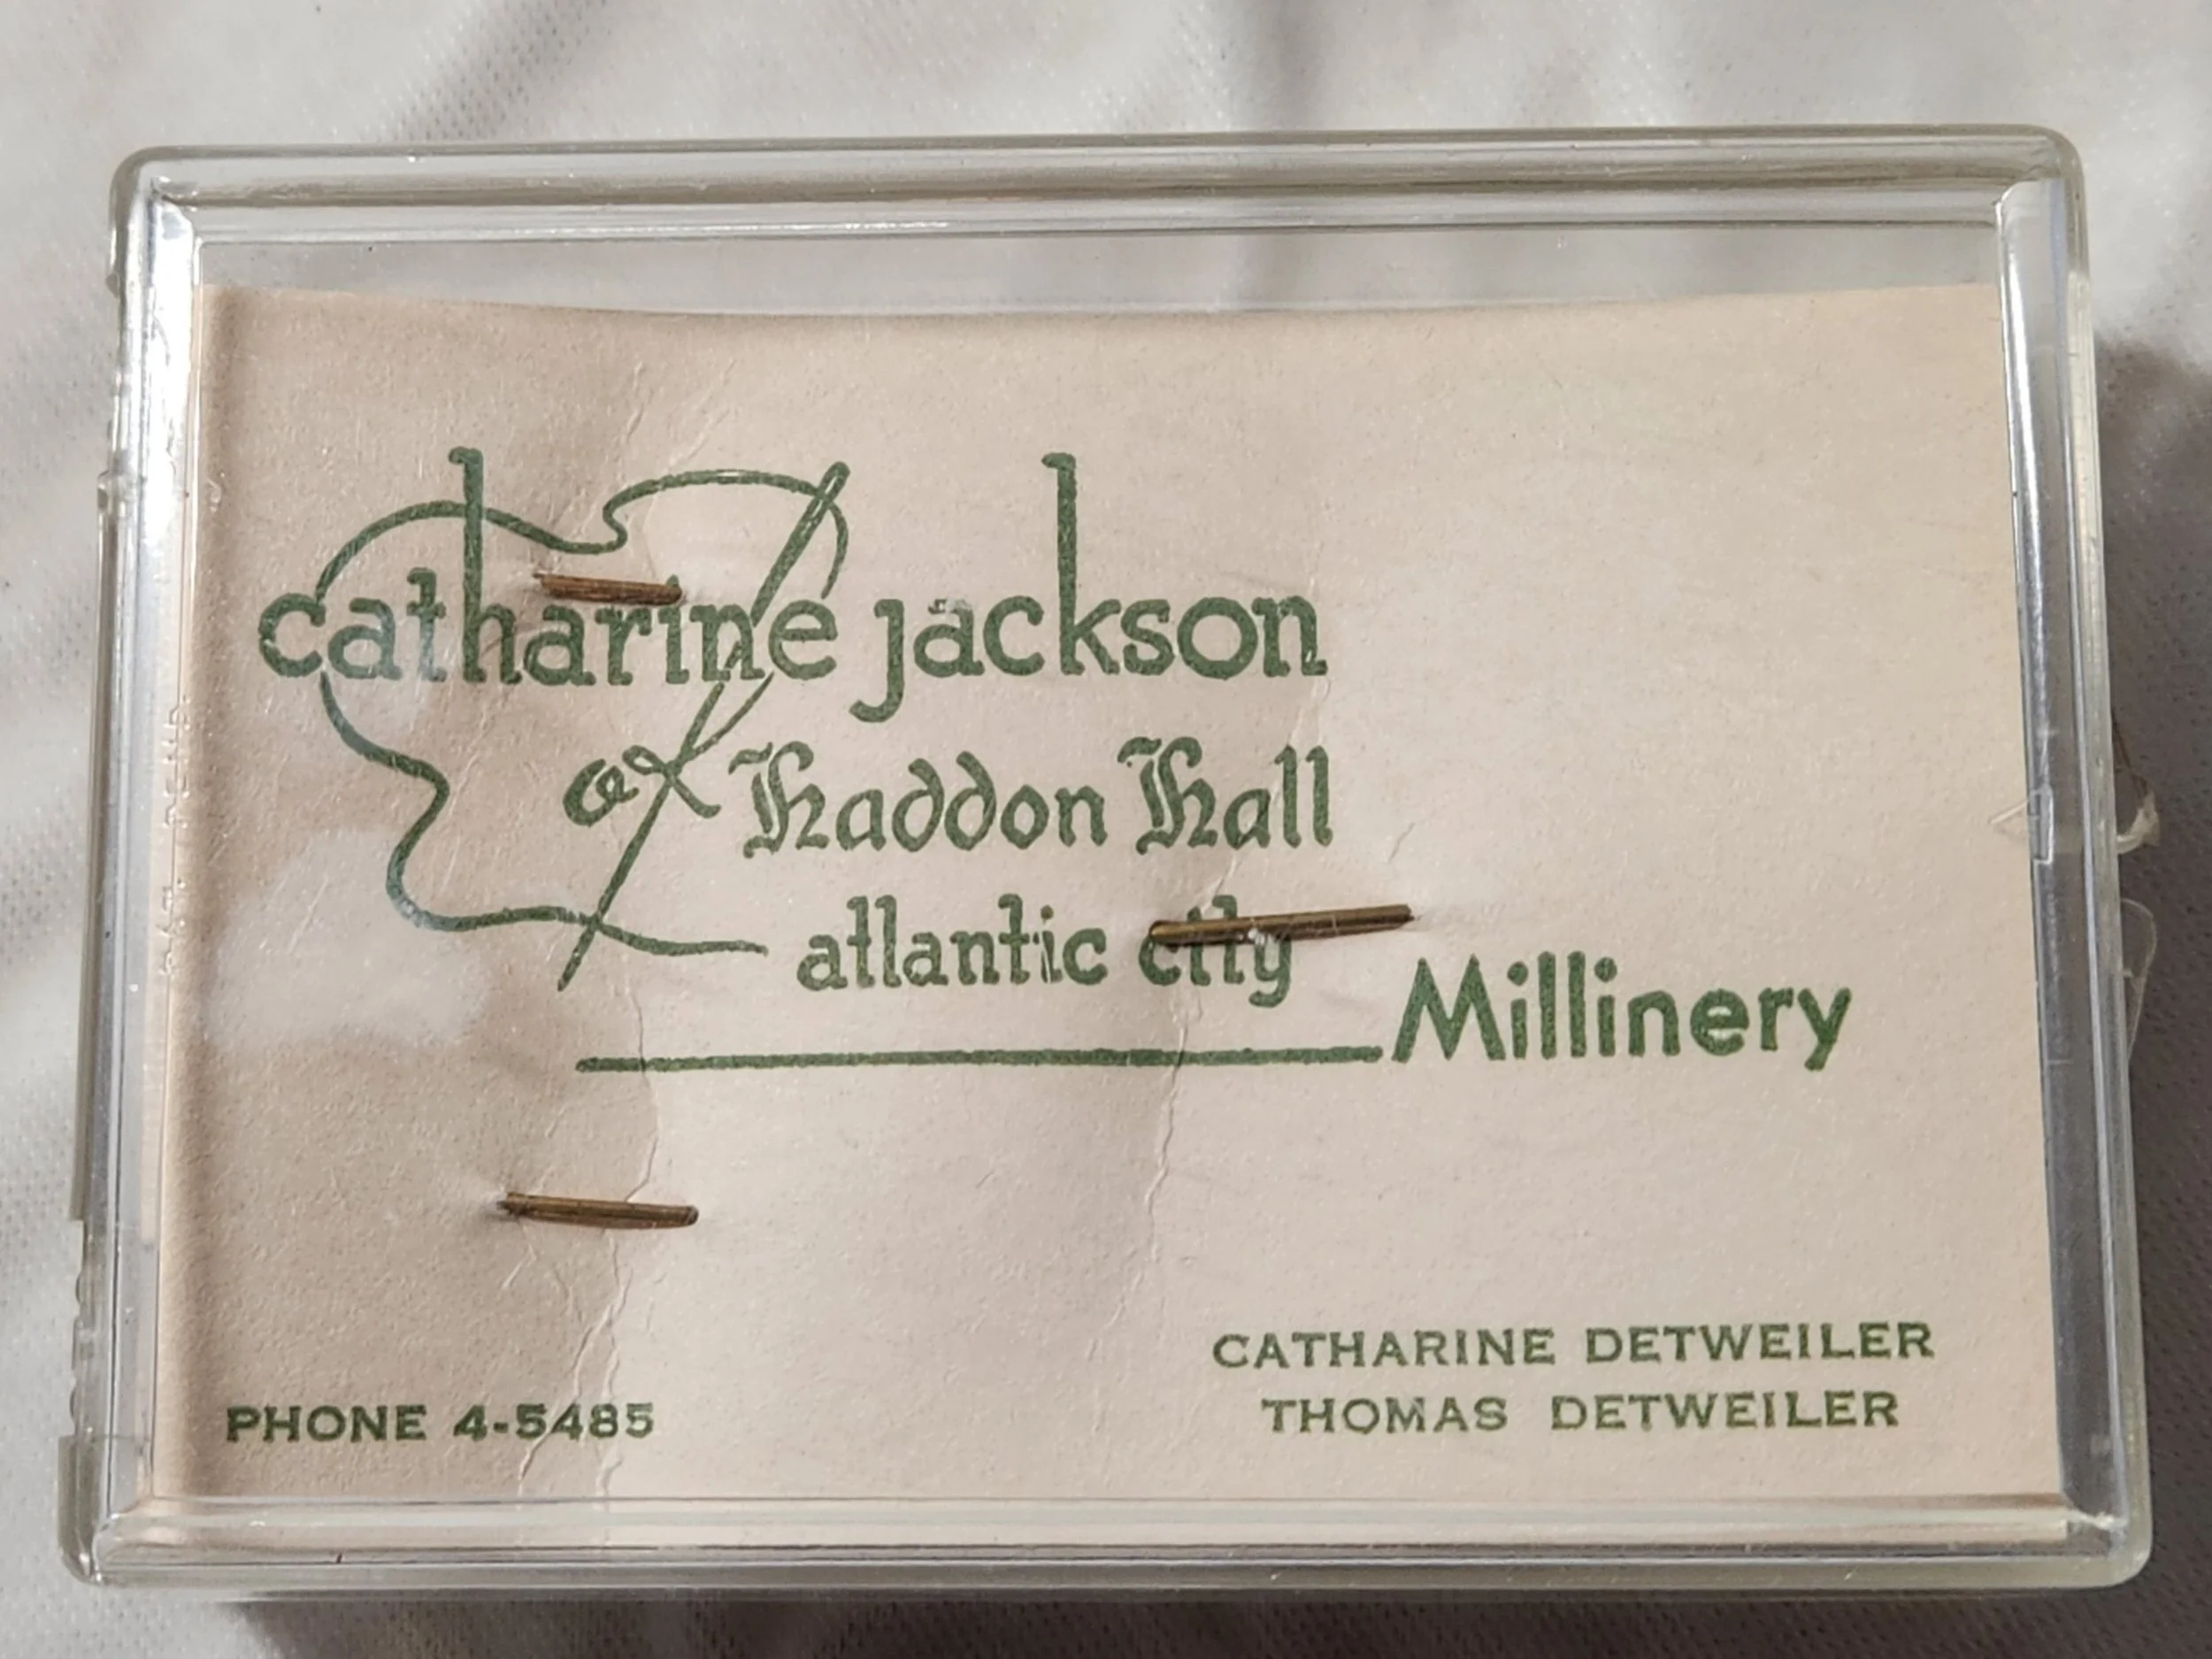 catharine jackson
of Haddon Hall
atlantic city
Millinery
CATHARINE DETWEILER
THOMAS DETWEILER
PHONE 4-5485